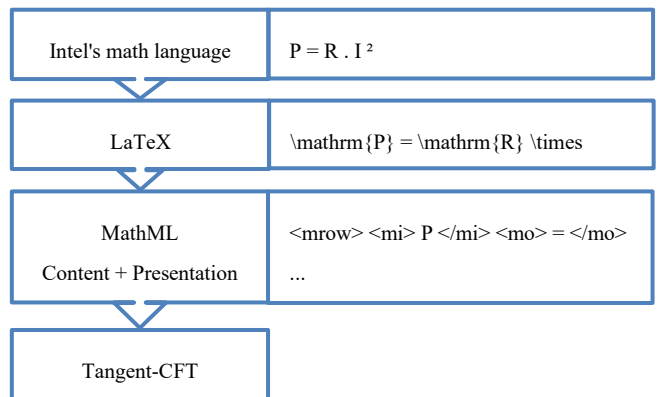 Intel's math language
P = R . I ²
LaTeX
\mathrm{P} = \mathrm{R} \times
MathML
Content + Presentation
<mrow> <mi> P </mi> <mo> = </mo>
...
Tangent-CFT